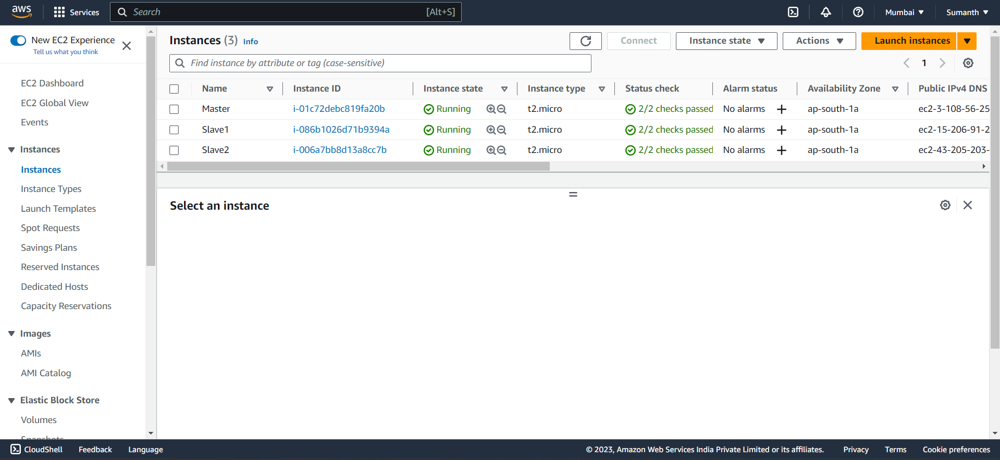 aws Services Search [Alt+S] Mumbai Sumanth
New EC2 Experience
Tell us what you think
EC2 Dashboard
EC2 Global View
Events
Instances
Instances
Instance Types
Launch Templates
Spot Requests
Savings Plans
Reserved Instances
Dedicated Hosts
Capacity Reservations
Images
AMIs
AMI Catalog
Elastic Block Store
Volumes
Snapshots
Instances (3) Info Connect Instance state Actions Launch instances
Find instance by attribute or tag (case-sensitive) 1
Name Instance ID Instance state Instance type Status check Alarm status Availability Zone Public IPv4 DNS
Master i-01c72debc819fa20b Running t2.micro 2/2 checks passed No alarms ap-south-1a ec2-3-108-56-25
Slave1 i-086b1026d71b9394a Running t2.micro 2/2 checks passed No alarms ap-south-1a ec2-15-206-91-2
Slave2 i-006a7bb8d13a8cc7b Running t2.micro 2/2 checks passed No alarms ap-south-1a ec2-43-205-203-
Select an instance
CloudShell Feedback Language © 2023, Amazon Web Services India Private Limited or its affiliates. Privacy Terms Cookie preferences